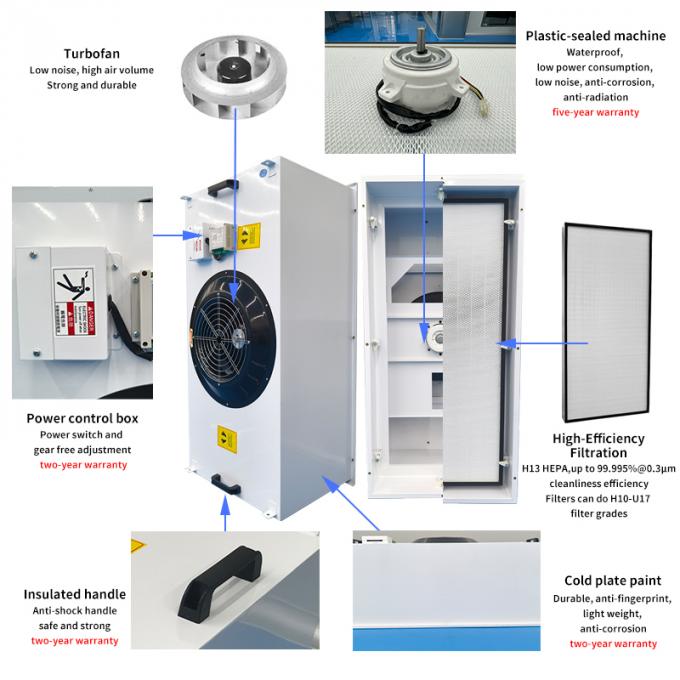 Turbofan
Low noise, high air volume
Strong and durable
Plastic-sealed machine
Waterproof,
low power consumption,
low noise, anti-corrosion,
anti-radiation
five-year warranty
DANGER
Power control box
Power switch and
gear free adjustment
two-year warranty
High-Efficiency
Filtration
H13 HEPA,up to 99.995%@0.3μm
cleanliness efficiency
Filters can do H10-U17
filter grades
Insulated handle
Anti-shock handle
safe and strong
two-year warranty
Cold plate paint
Durable, anti-fingerprint,
light weight,
anti-corrosion
two-year warranty